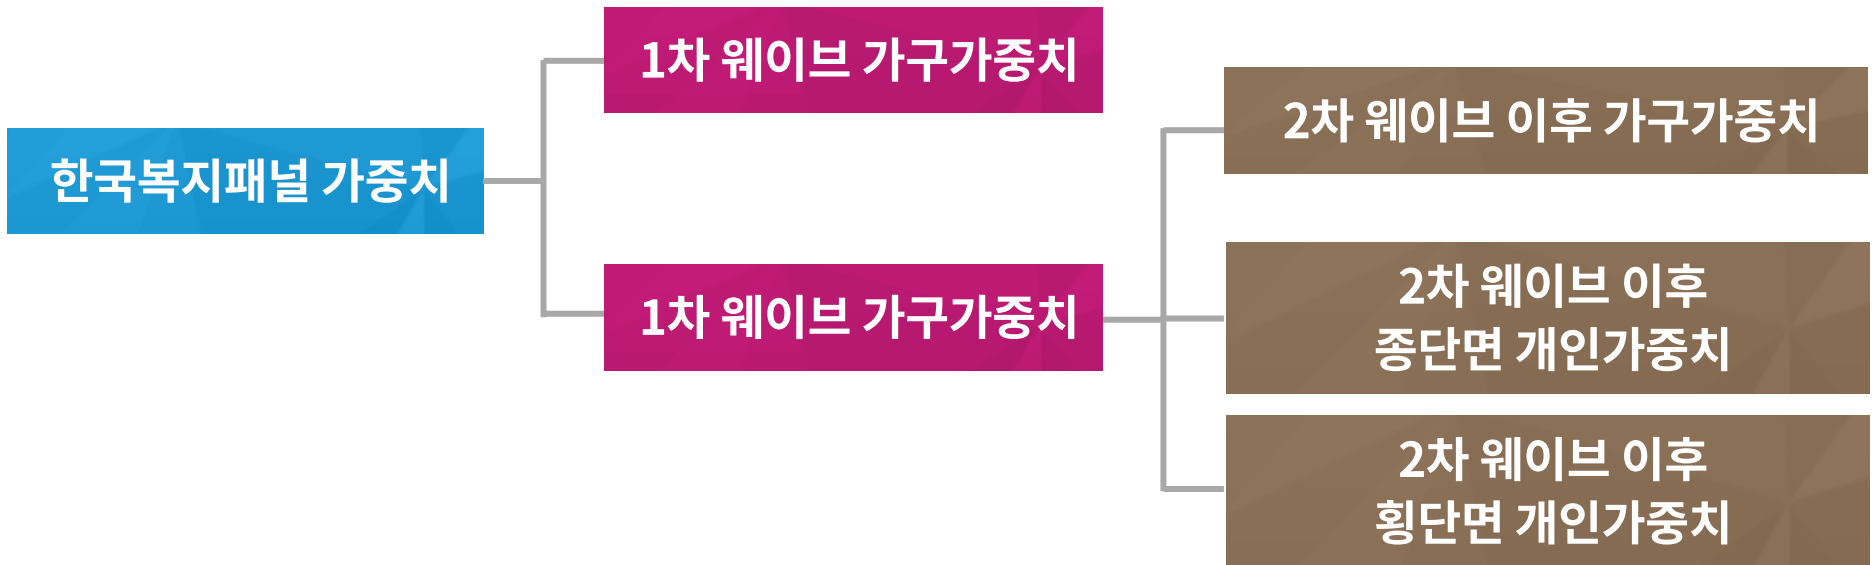 한국복지패널 가중치
1차 웨이브 가구가중치
1차 웨이브 가구가중치
2차 웨이브 이후 가구가중치
2차 웨이브 이후
종단면 개인가중치
2차 웨이브 이후
횡단면 개인가중치